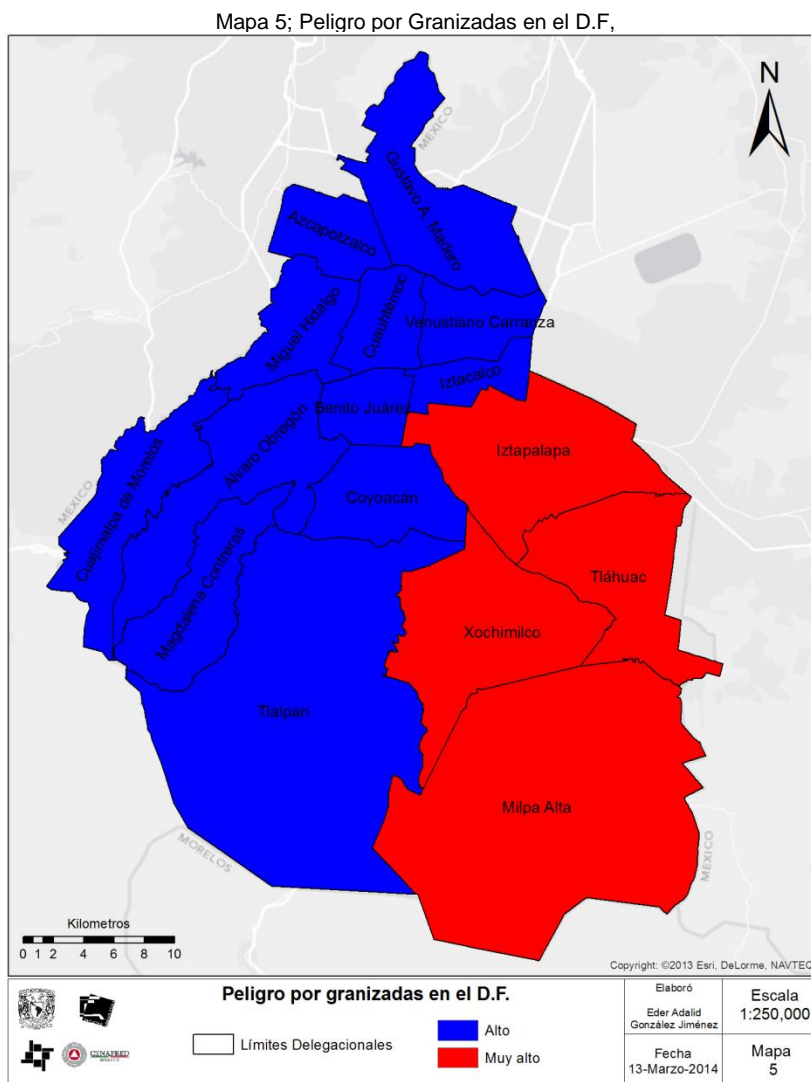 Mapa 5; Peligro por Granizadas en el D.F,
N
MEXICO
Gustavo A. Madero
Azcapotzalco
Miguel Hidalgo
Cuauhtémoc
Venustiano Carranza
Iztacalco
Benito Juárez
Iztapalapa
Álvaro Obregón
Cuajimalpa de Morelos
MEXICO
Coyoacán
Magdalena Contreras
Tláhuac
Xochimilco
Tlalpan
Milpa Alta
MORELOS
MEXICO
Kilometros
0 1 2 4 6 8 10
Copyright: ©2013 Esri, DeLorme, NAVTEQ
Peligro por granizadas en el D.F.
Límites Delegacionales
Alto
Muy alto
Elaboró
Eder Adalid
González Jiménez
Escala
1:250,000
Fecha
13-Marzo-2014
Mapa
5
CENAPRED
MÉXICO